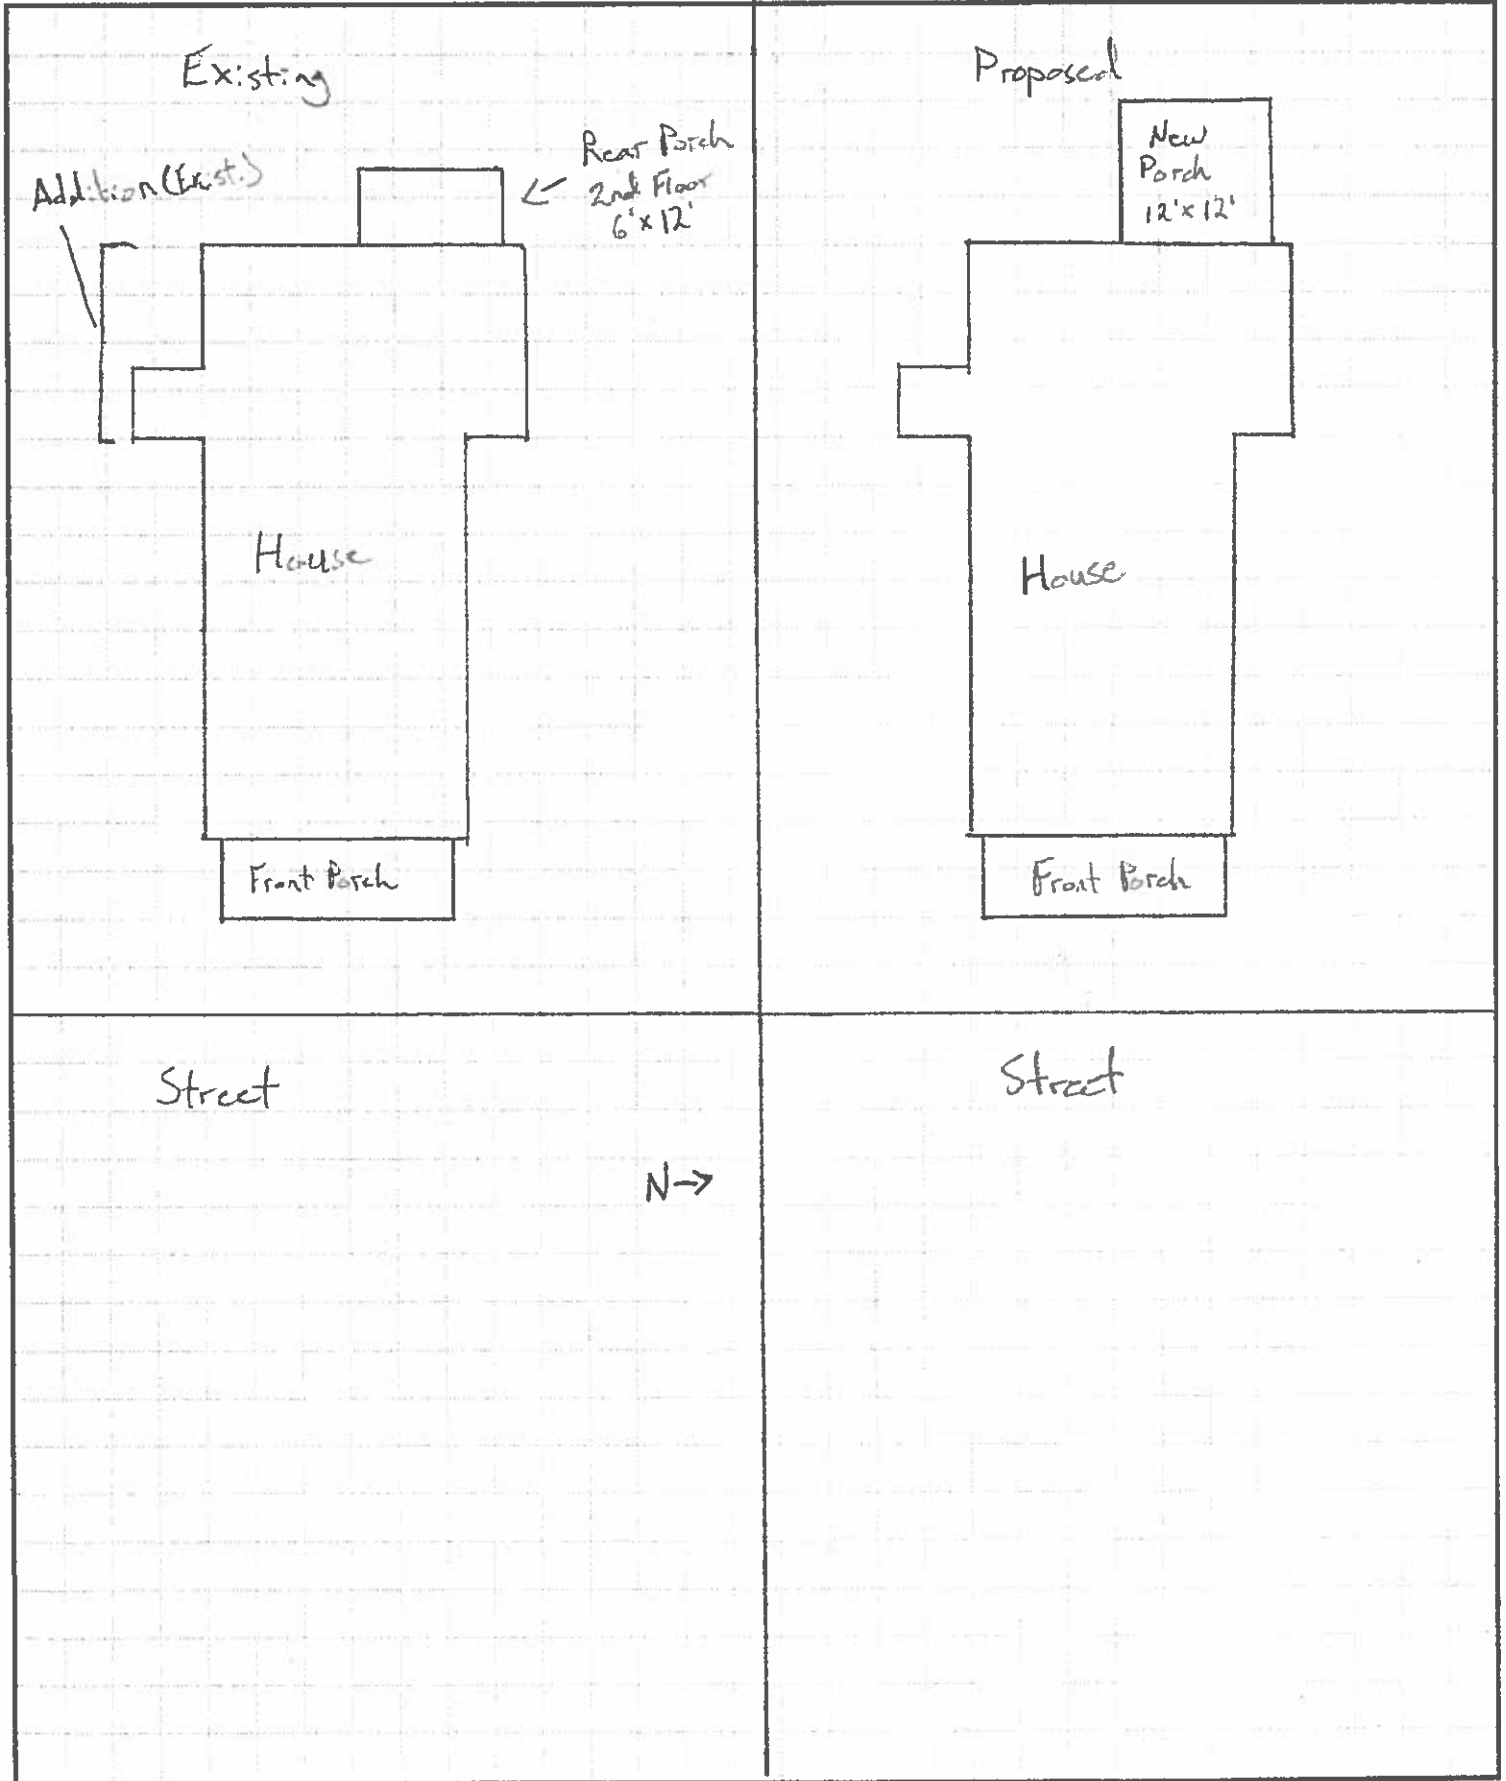 Existing
Addition (Exist.)
Rear Porch
2nd Floor
6'x12'
House
Front Porch
Street
N→
Proposed
New
Porch
12'x12'
House
Front Porch
Street